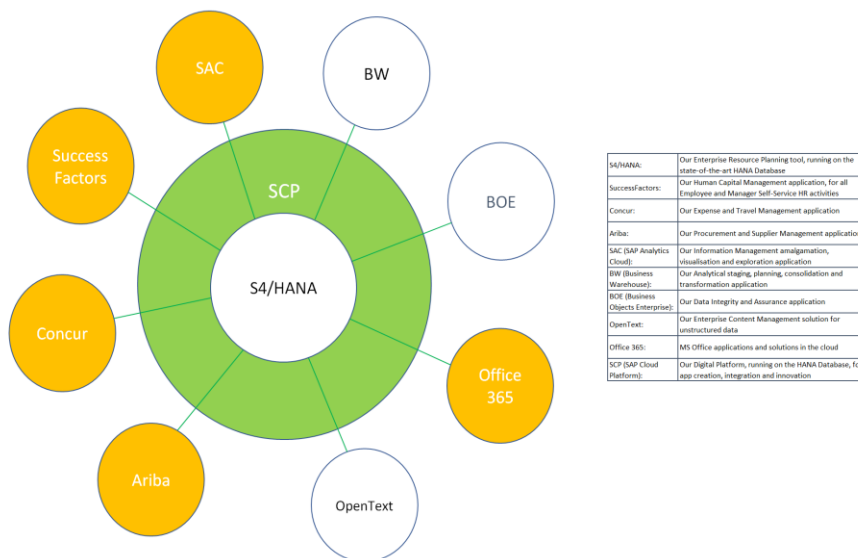 SAC
BW
Success
Factors
SCP
BOE
S4/HANA
Concur
Office
365
Ariba
OpenText
S4/HANA:
Our Enterprise Resource Planning tool, running on the
state-of-the-art HANA Database
SuccessFactors:
Our Human Capital Management application, for all
Employee and Manager Self-Service HR activities
Concur:
Our Expense and Travel Management application
Ariba:
Our Procurement and Supplier Management application
SAC (SAP Analytics
Cloud):
Our Information Management amalgamation,
visualisation and exploration application
BW (Business
Warehouse):
Our Analytical staging, planning, consolidation and
transformation application
BOE (Business
Objects Enterprise):
Our Data Integrity and Assurance application
OpenText:
Our Enterprise Content Management solution for
unstructured data
Office 365:
MS Office applications and solutions in the cloud
SCP (SAP Cloud
Platform):
Our Digital Platform, running on the HANA Database,
app creation, integration and innovation